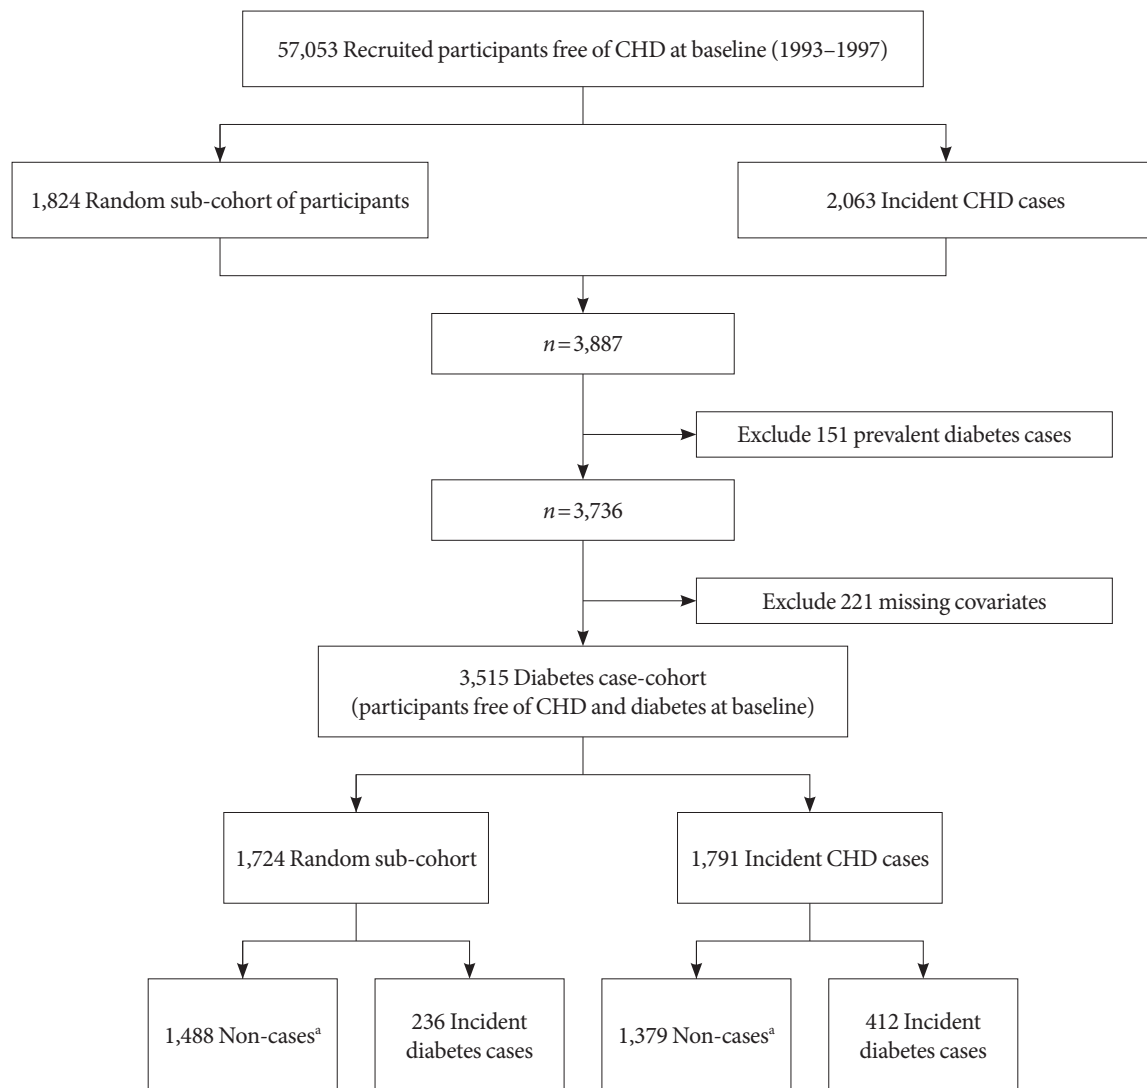 57,053 Recruited participants free of CHD at baseline (1993–1997)
1,824 Random sub-cohort of participants
2,063 Incident CHD cases
n=3,887
Exclude 151 prevalent diabetes cases
n=3,736
Exclude 221 missing covariates
3,515 Diabetes case-cohort
(participants free of CHD and diabetes at baseline)
1,724 Random sub-cohort
1,791 Incident CHD cases
1,488 Non-casesᵃ
236 Incident
diabetes cases
1,379 Non-casesᵃ
412 Incident
diabetes cases